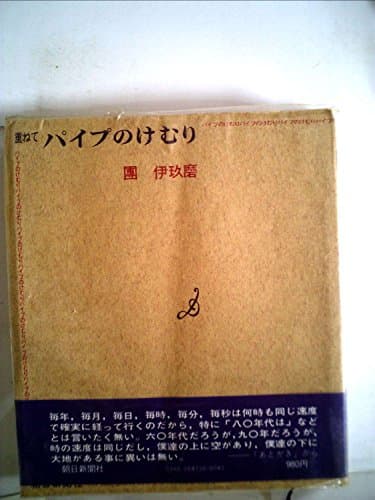 重ねて パイプのけむり
團 伊玖磨
毎年，毎月，毎日，毎時，毎分，毎秒は何時も同じ速度
で確実に経って行くのだから，特に「八〇年代は」など
とは言いたく無い。六〇年代だろうが，九〇年だろうが，
時の速度は同じだし，僕達の上に空があり，僕達の下に
大地がある事に異いは無い。
───「あとがき」から
朝日新聞社
980円